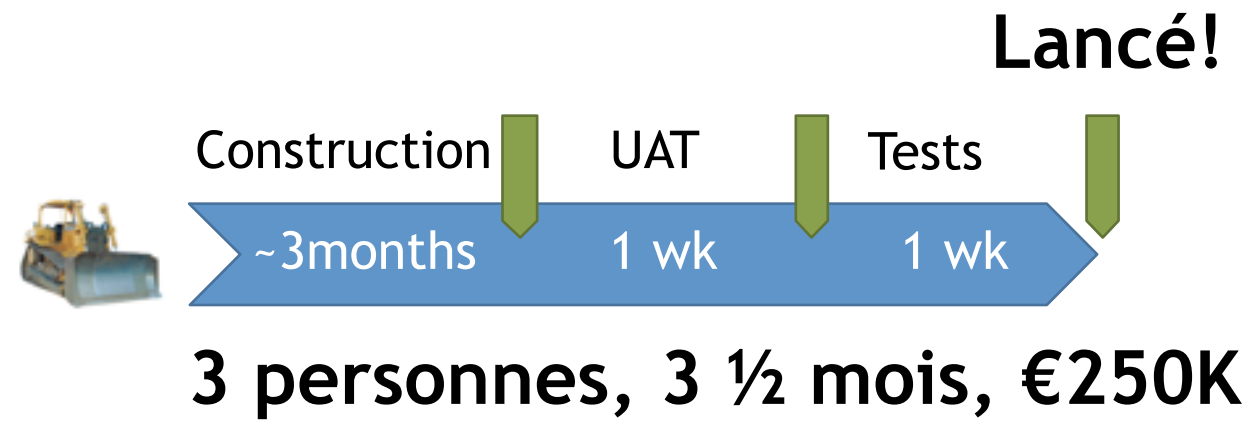 Lancé!
Construction UAT Tests
~3months 1 wk 1 wk
3 personnes, 3 ½ mois, €250K